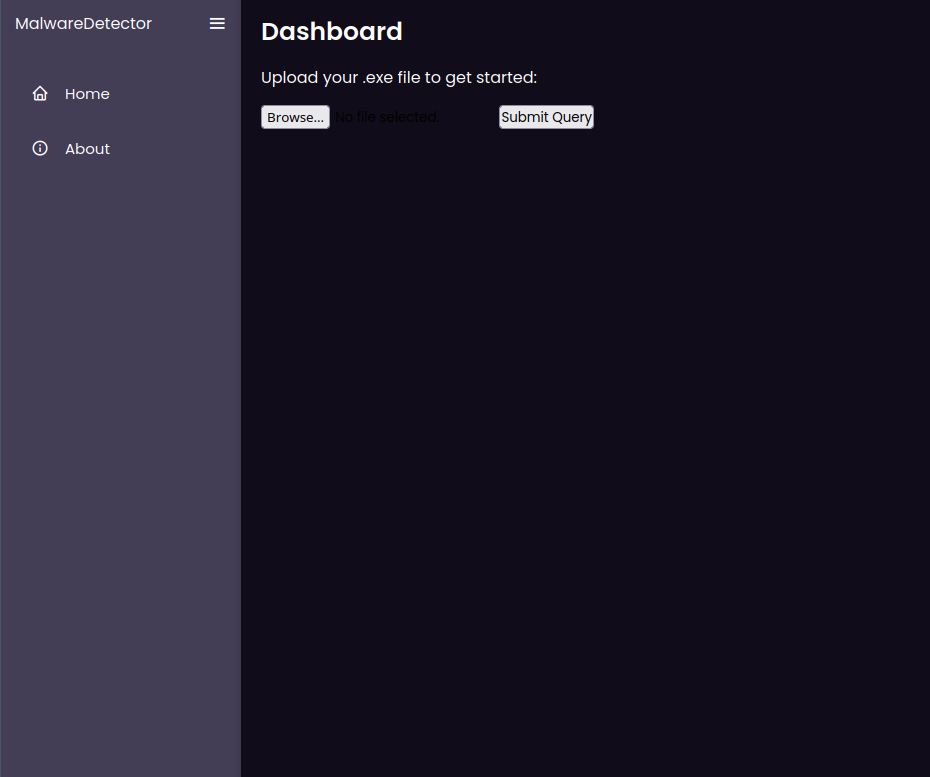 MalwareDetector
Home
About
Dashboard
Upload your .exe file to get started:
Browse... No file selected. Submit Query